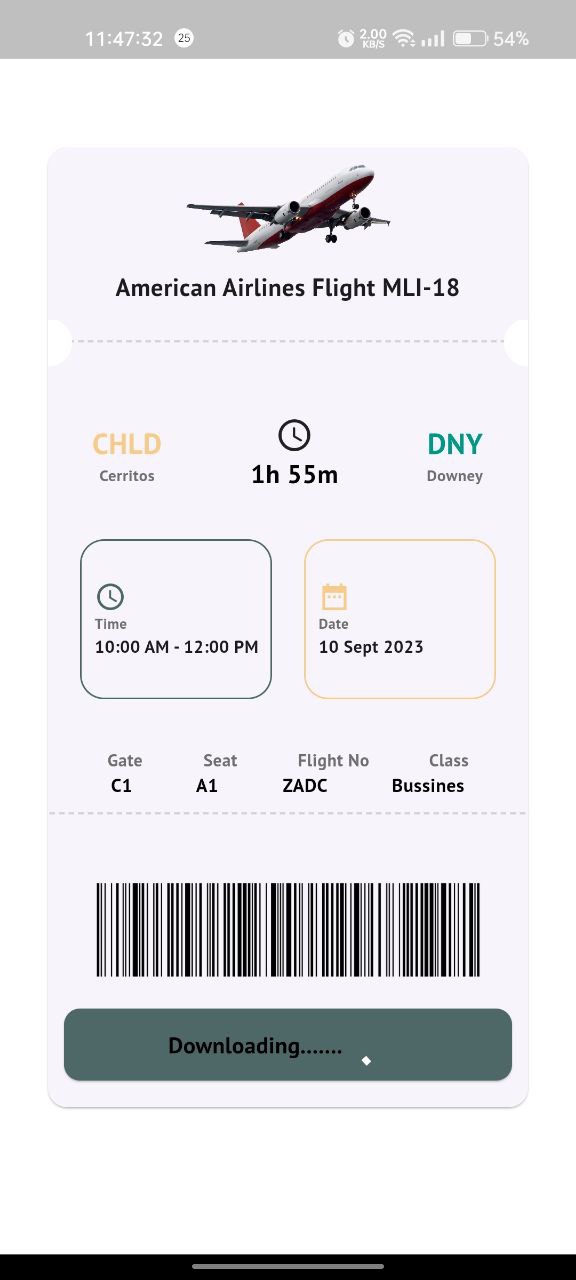 11:47:32 25 2.00 KB/S 54%
American Airlines Flight MLI-18
CHLD DNY
Cerritos 1h 55m Downey
Time Date
10:00 AM - 12:00 PM 10 Sept 2023
Gate Seat Flight No Class
C1 A1 ZADC Bussines
Downloading.......